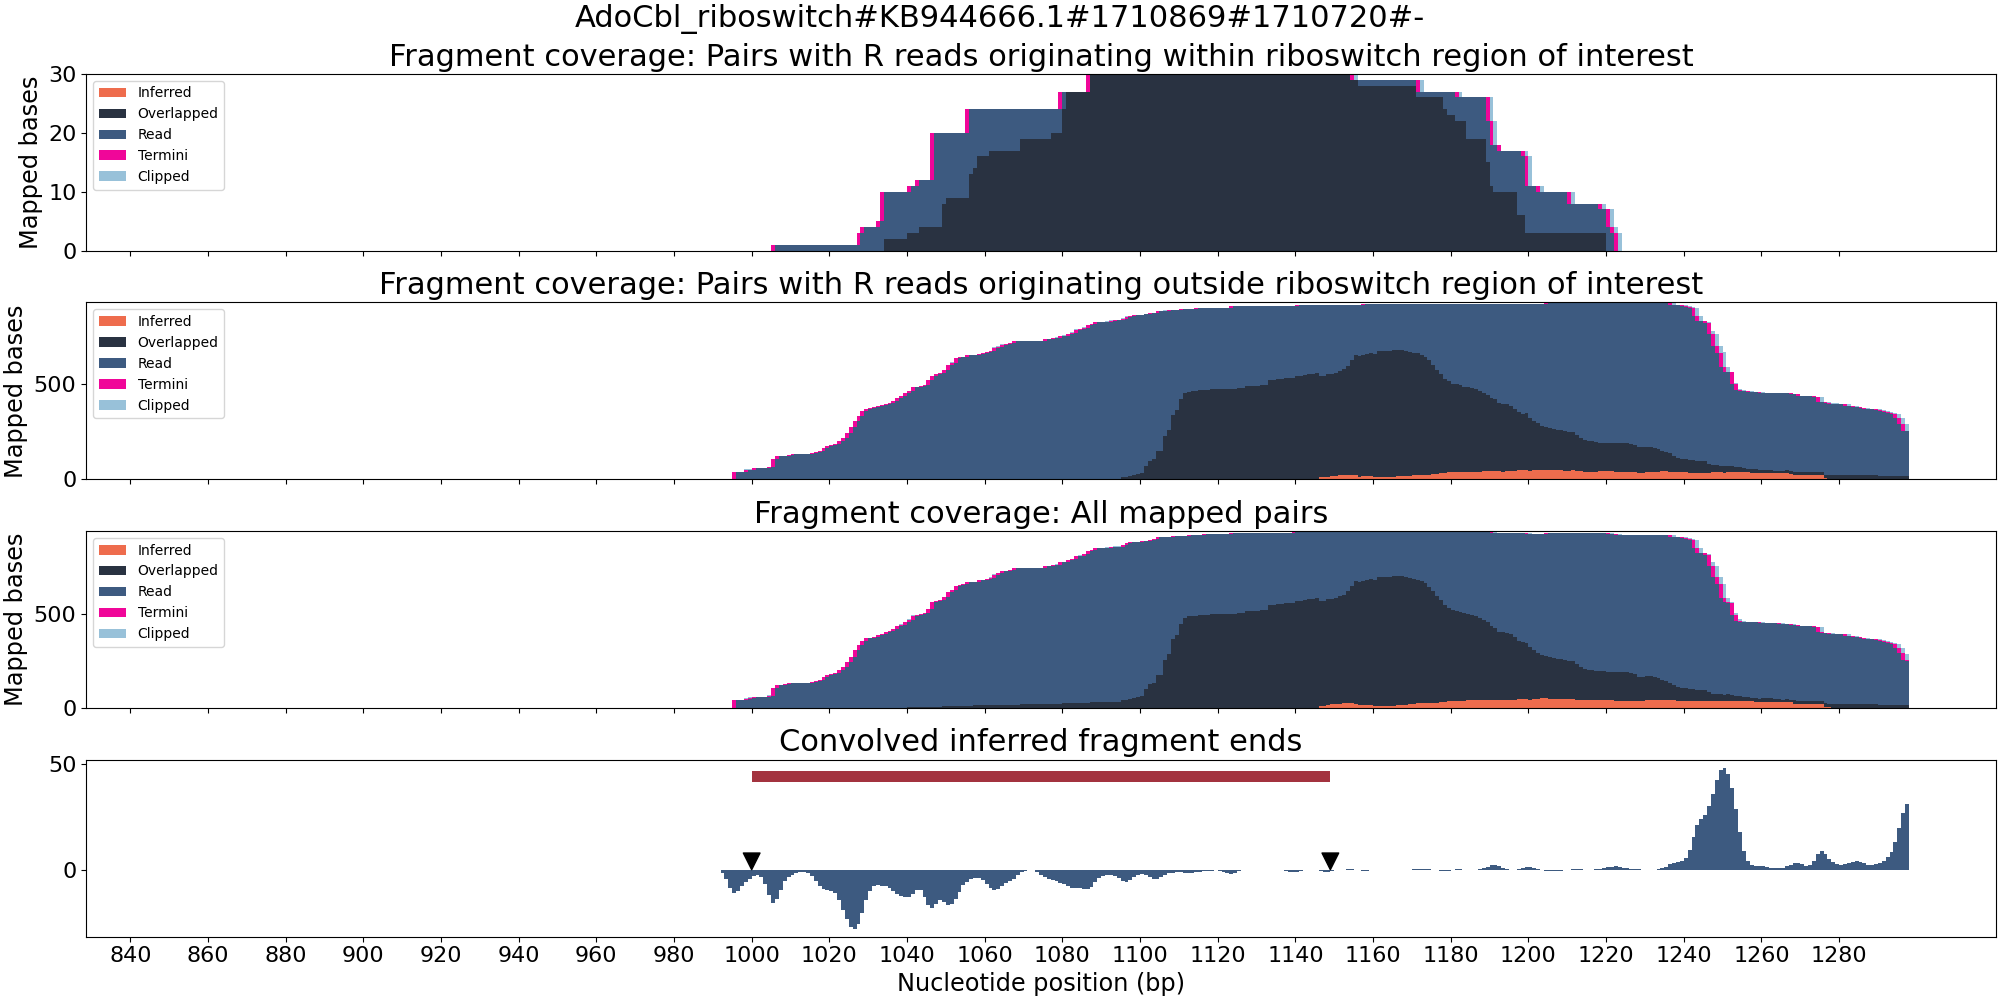 AdoCbl_riboswitch#KB944666.1#1710869#1710720#-
Fragment coverage: Pairs with R reads originating within riboswitch region of interest
Mapped bases
30
20
10
0
Inferred
Overlapped
Read
Termini
Clipped
Fragment coverage: Pairs with R reads originating outside riboswitch region of interest
Mapped bases
500
0
Inferred
Overlapped
Read
Termini
Clipped
Fragment coverage: All mapped pairs
Mapped bases
500
0
Inferred
Overlapped
Read
Termini
Clipped
Convolved inferred fragment ends
50
0
840 860 880 900 920 940 960 980 1000 1020 1040 1060 1080 1100 1120 1140 1160 1180 1200 1220 1240 1260 1280
Nucleotide position (bp)